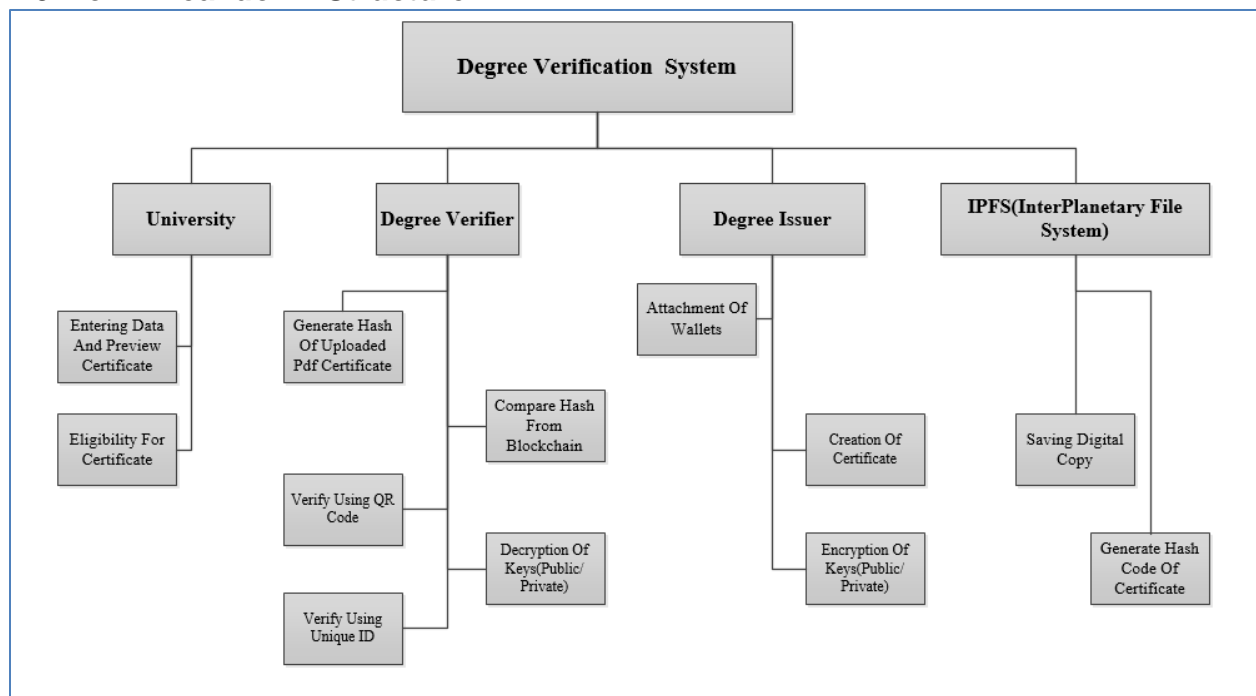 Degree Verification System
University
Degree Verifier
Degree Issuer
IPFS(InterPlanetary File
System)
Entering Data
And Preview
Certificate
Eligibility For
Certificate
Generate Hash
Of Uploaded
Pdf Certificate
Compare Hash
From
Blockchain
Verify Using QR
Code
Decryption Of
Keys(Public/
Private)
Verify Using
Unique ID
Attachment Of
Wallets
Creation Of
Certificate
Encryption Of
Keys(Public/
Private)
Saving Digital
Copy
Generate Hash
Code Of
Certificate